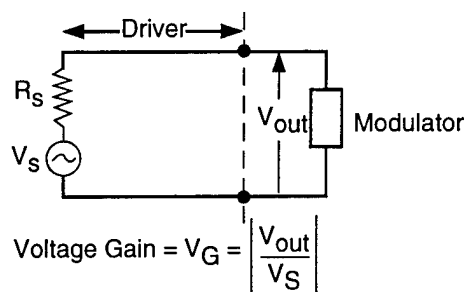 Driver
R_S
V_out
Modulator
V_S
Voltage Gain = V_G = |V_out / V_S|